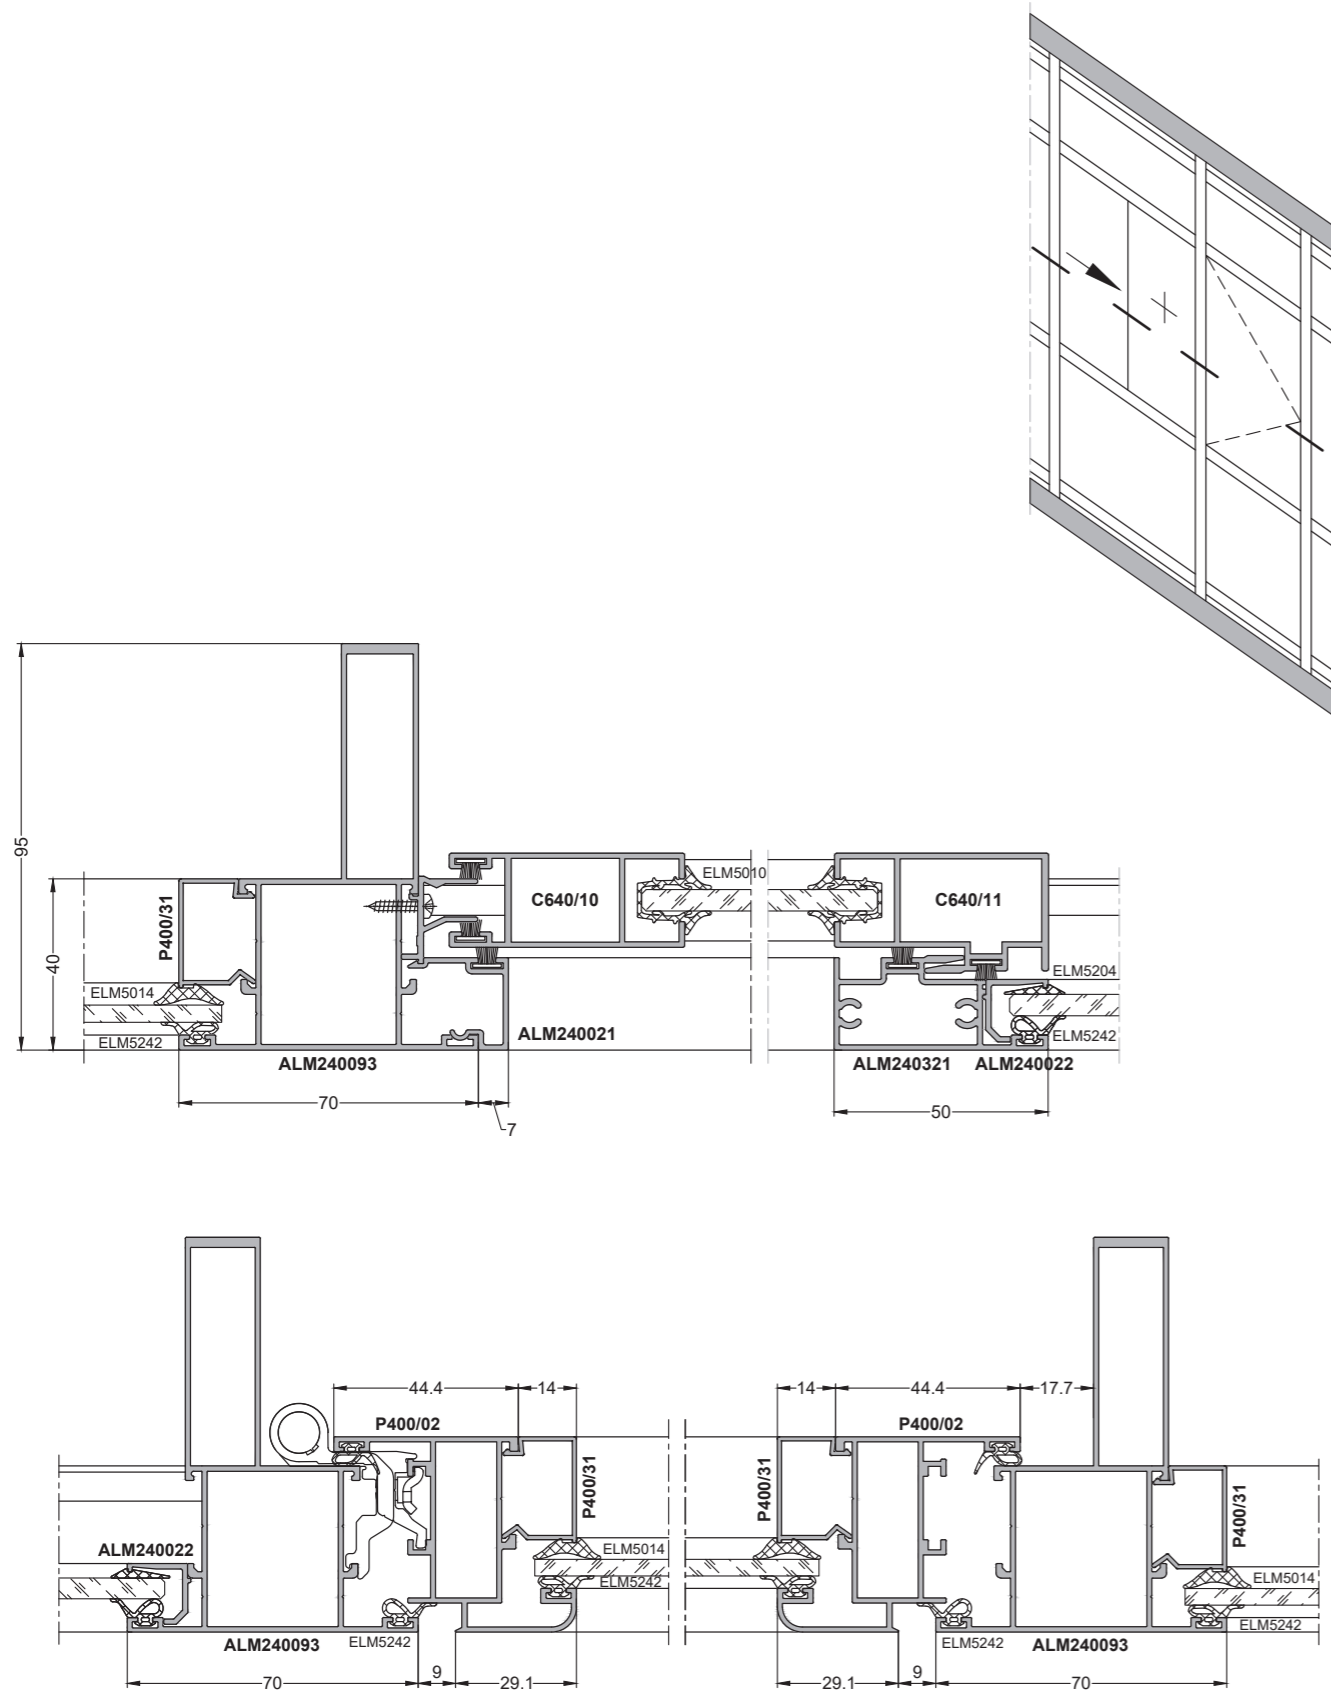 95
40
P400/31
ELM5014
ELM5242
ALM240093
ALM240021
70
7
C640/10
ELM5010
C640/11
ELM5204
ELM5242
ALM240321
ALM240022
50
44.4
14
14
44.4
17.7
P400/02
P400/02
P400/31
P400/31
P400/31
ALM240022
ELM5014
ELM5242
ELM5014
ELM5242
ALM240093
ELM5242
ELM5242
ALM240093
70
9
29.1
29.1
9
70